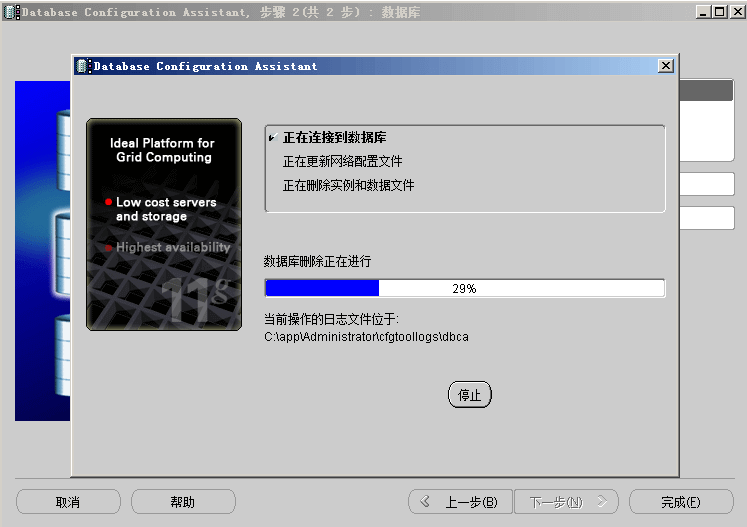 Database Configuration Assistant, 步骤 2(共 2 步) : 数据库
Database Configuration Assistant
Ideal Platform for
Grid Computing
Low cost servers
and storage
Highest availability
11g
正在连接到数据库
正在更新网络配置文件
正在删除实例和数据文件
数据库删除正在进行
29%
当前操作的日志文件位于:
C:\app\Administrator\cfgtoollogs\dbca
停止
取消
帮助
上一步(B)
下一步(N)
完成(F)